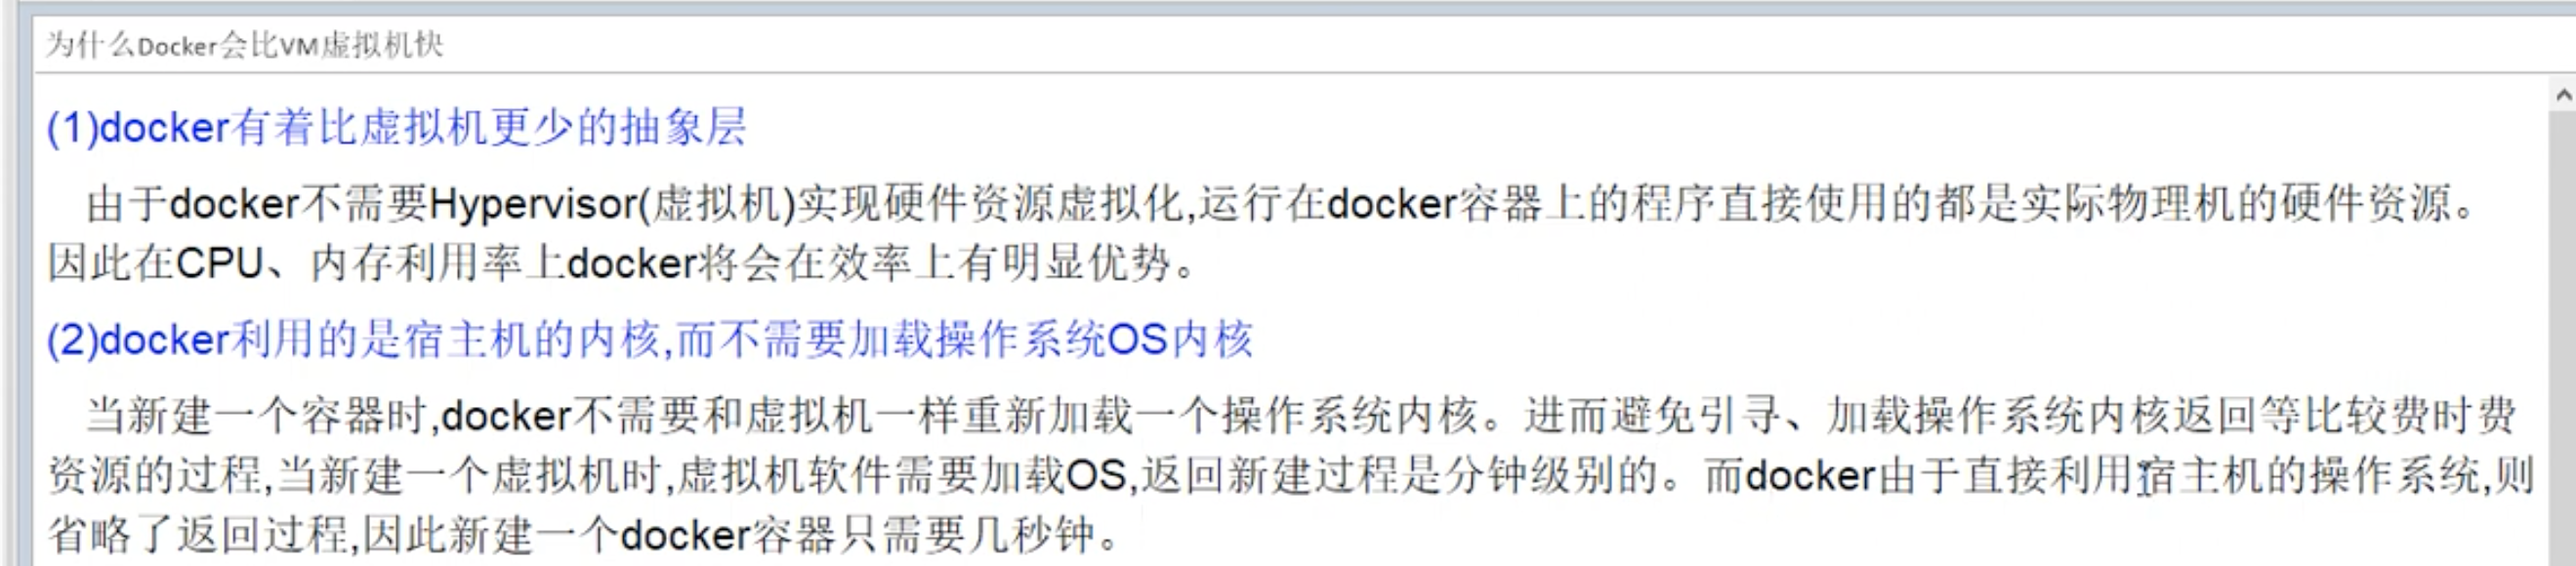 为什么Docker会比VM虚拟机快
(1)docker有着比虚拟机更少的抽象层
由于docker不需要Hypervisor(虚拟机)实现硬件资源虚拟化,运行在docker容器上的程序直接使用的都是实际物理机的硬件资源。
因此在CPU、内存利用率上docker将会在效率上有明显优势。
(2)docker利用的是宿主机的内核,而不需要加载操作系统OS内核
当新建一个容器时,docker不需要和虚拟机一样重新加载一个操作系统内核。进而避免引寻、加载操作系统内核返回等比较费时费
资源的过程,当新建一个虚拟机时,虚拟机软件需要加载OS,返回新建过程是分钟级别的。而docker由于直接利用宿主机的操作系统,则
省略了返回过程,因此新建一个docker容器只需要几秒钟。